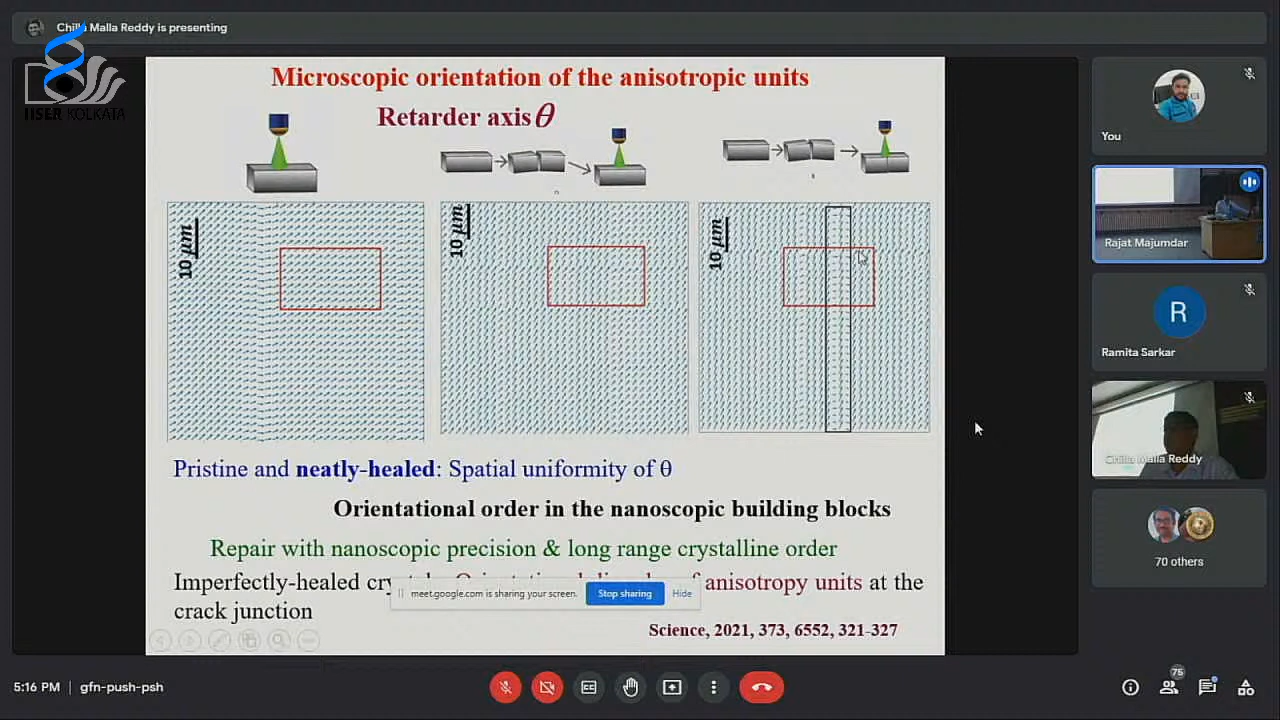 Chilla Malla Reddy is presenting
IISER KOLKATA
Microscopic orientation of the anisotropic units
Retarder axis θ
10 μm
10 μm
10 μm
Pristine and neatly-healed: Spatial uniformity of θ
Orientational order in the nanoscopic building blocks
Repair with nanoscopic precision & long range crystalline order
Imperfectly-healed anisotropy units at the
crack junction
meet.google.com is sharing your screen.
Stop sharing
Hide
Science, 2021, 373, 6552, 321-327
You
Rajat Majumdar
R
Ramita Sarkar
Chilla Malla Reddy
70 others
5:16 PM | gfn-push-psh
75